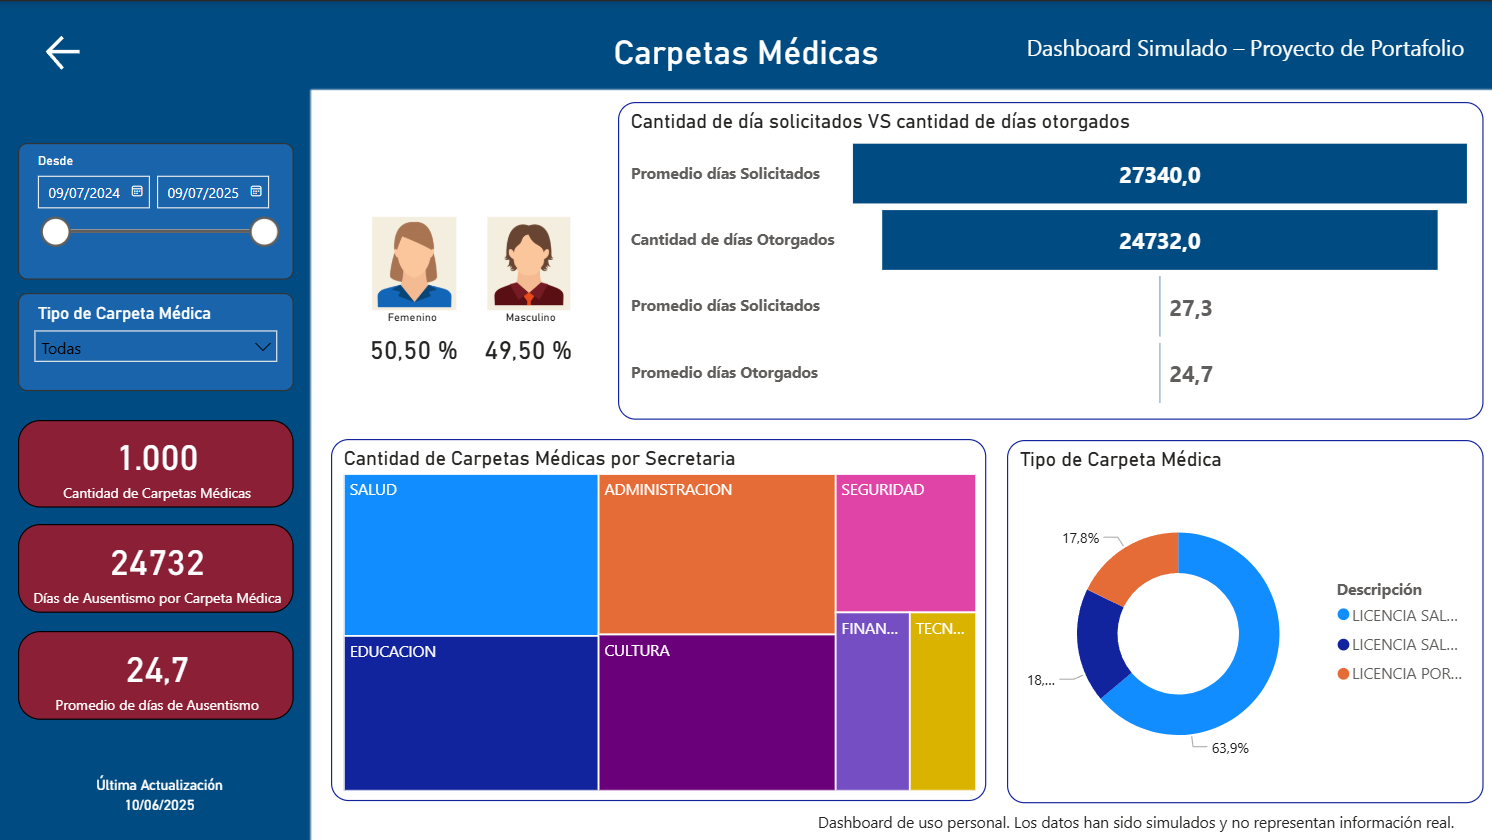 Carpetas Médicas
Dashboard Simulado – Proyecto de Portafolio
Desde
09/07/2024
09/07/2025
Tipo de Carpeta Médica
Todas
1.000
Cantidad de Carpetas Médicas
24732
Días de Ausentismo por Carpeta Médica
24,7
Promedio de días de Ausentismo
Última Actualización
10/06/2025
Femenino
50,50 %
Masculino
49,50 %
Cantidad de día solicitados VS cantidad de días otorgados
Promedio días Solicitados
27340,0
Cantidad de días Otorgados
24732,0
Promedio días Solicitados
27,3
Promedio días Otorgados
24,7
Cantidad de Carpetas Médicas por Secretaria
SALUD
ADMINISTRACION
SEGURIDAD
EDUCACION
CULTURA
FINAN...
TECN...
Tipo de Carpeta Médica
17,8%
18,...
63,9%
Descripción
LICENCIA SAL...
LICENCIA SAL...
LICENCIA POR...
Dashboard de uso personal. Los datos han sido simulados y no representan información real.